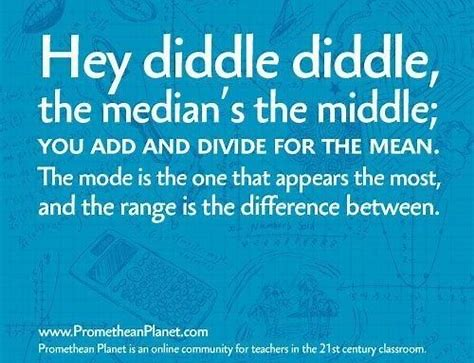 Hey diddle diddle,
the median's the middle;
YOU ADD AND DIVIDE FOR THE MEAN.
The mode is the one that appears the most,
and the range is the difference between.
www.PrometheanPlanet.com
Promethean Planet is an online community for teachers in the 21st century classroom.